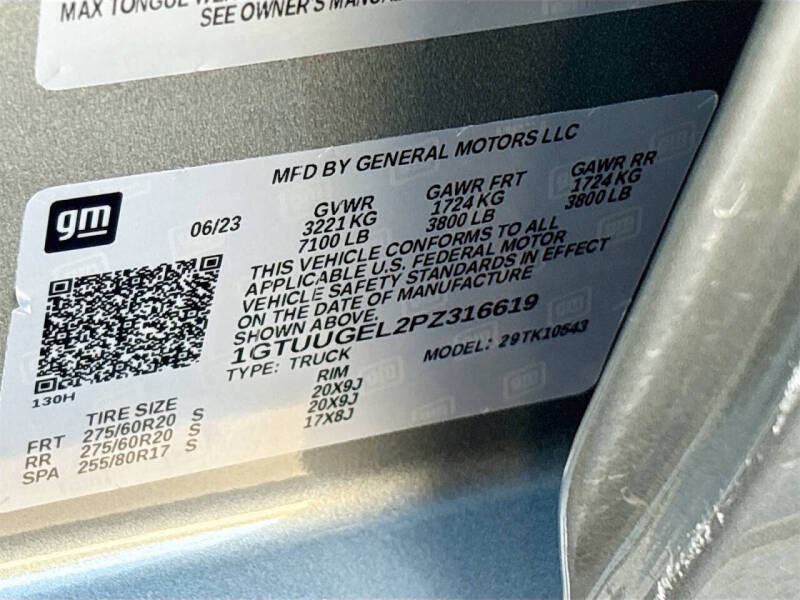 MAX TONGUE
SEE OWNER'S MANUAL
MFD BY GENERAL MOTORS LLC
gm
06/23
GVWR GAWR FRT GAWR RR
3221 KG 1724 KG 1724 KG
7100 LB 3800 LB 3800 LB
THIS VEHICLE CONFORMS TO ALL
APPLICABLE U.S. FEDERAL MOTOR
VEHICLE SAFETY STANDARDS IN EFFECT
ON THE DATE OF MANUFACTURE
SHOWN ABOVE.
1GTUUGEL2PZ316619
TYPE: TRUCK MODEL: 29TK10543
130H
TIRE SIZE RIM
FRT 275/60R20 S 20X9J
RR 275/60R20 S 20X9J
SPA 255/80R17 S 17X8J